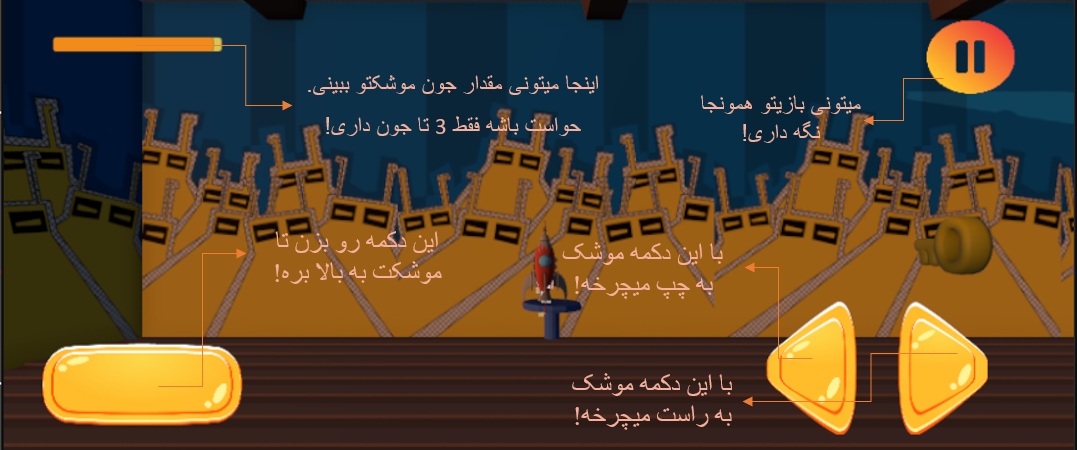 اینجا میتونی مقدار جون موشکتو ببینی.
حواست باشه فقط 3 تا جون داری!
میتونی بازیتو همونجا
نگه داری!
این دکمه رو بزن تا
موشکت به بالا بره!
با این دکمه موشک
به چپ میچرخه!
با این دکمه موشک
به راست میچرخه!